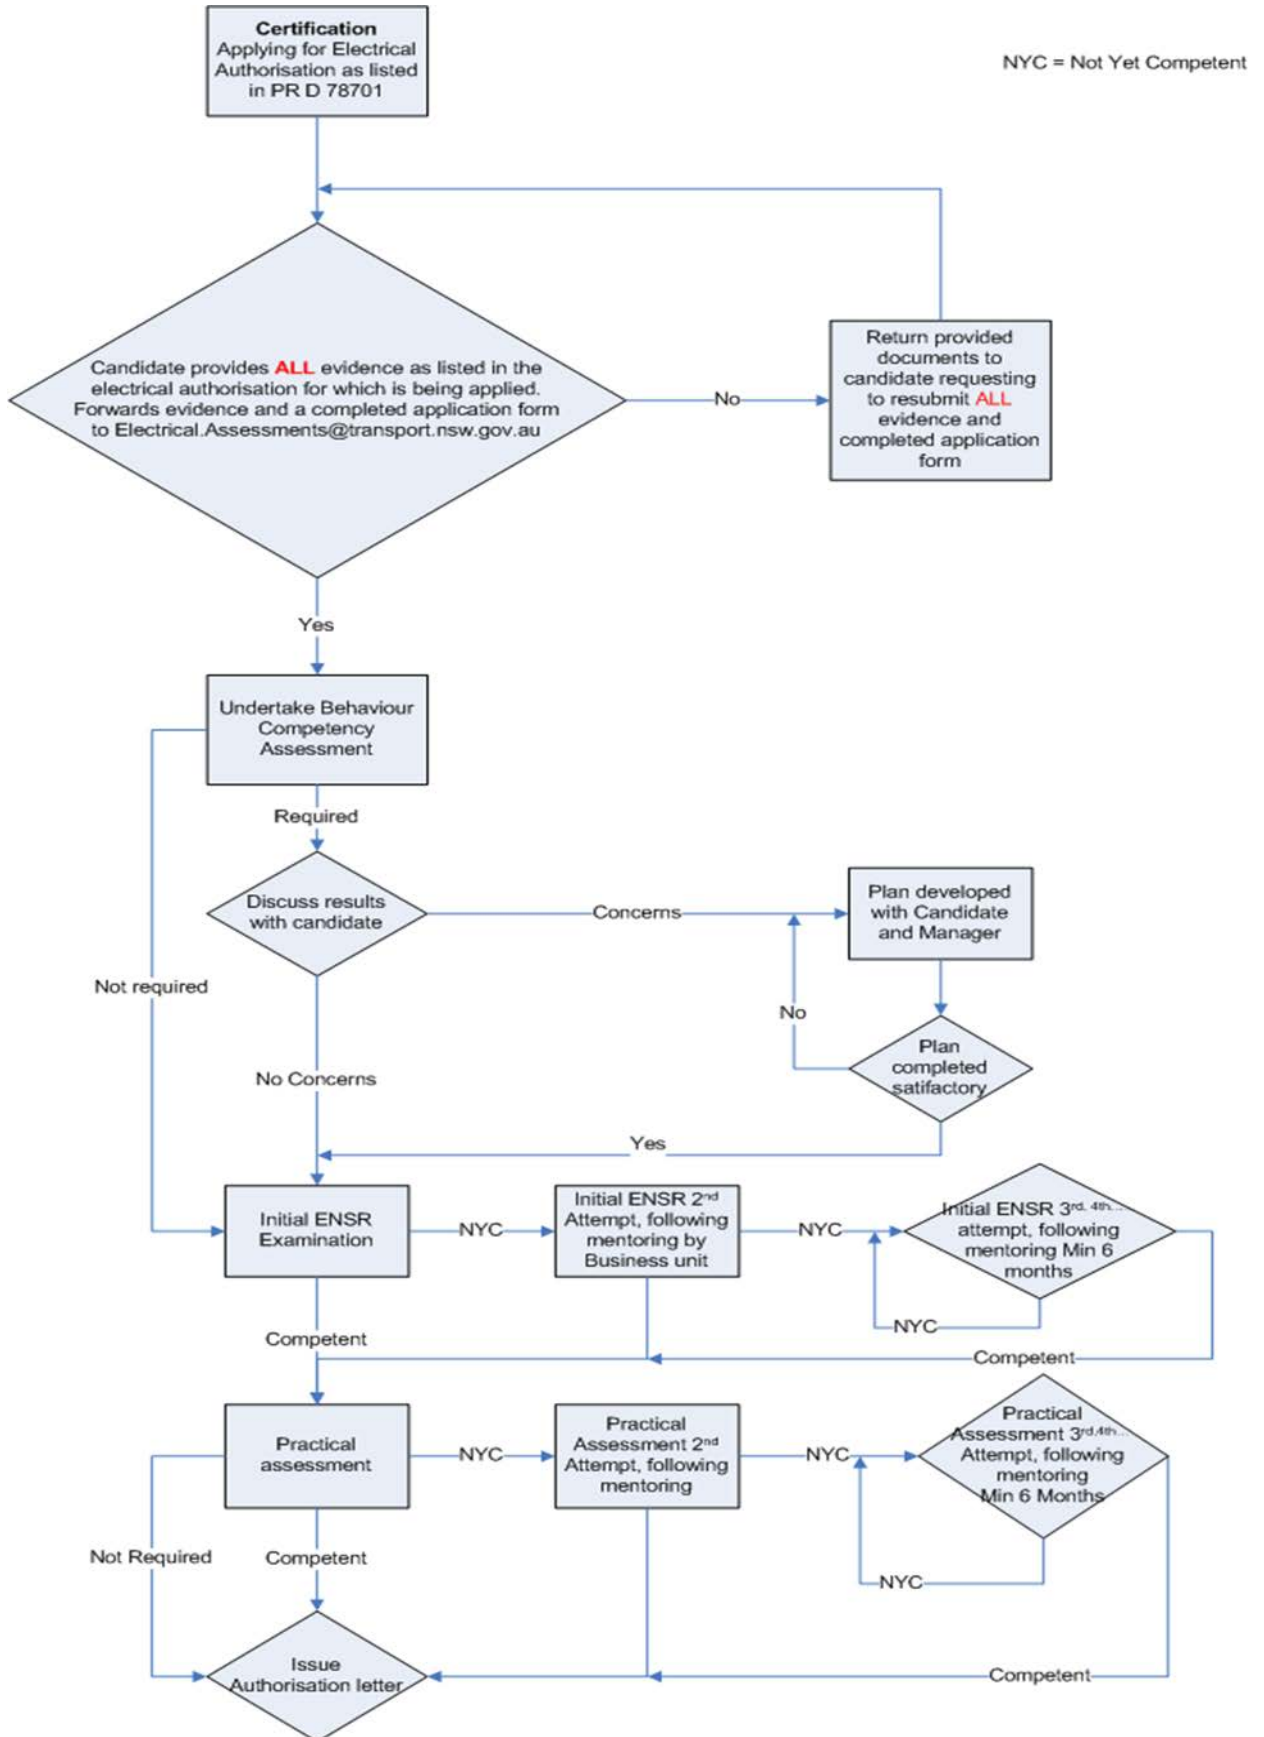 Certification
Applying for Electrical
Authorisation as listed
in PR D 78701
NYC = Not Yet Competent
Candidate provides ALL evidence as listed in the
electrical authorisation for which is being applied.
Forwards evidence and a completed application form
to Electrical.Assessments@transport.nsw.gov.au
No
Return provided
documents to
candidate requesting
to resubmit ALL
evidence and
completed application
form
Yes
Undertake Behaviour
Competency
Assessment
Required
Discuss results
with candidate
Concerns
Plan developed
with Candidate
and Manager
Not required
No
Plan
completed
satifactory
No Concerns
Yes
Initial ENSR
Examination
NYC
Initial ENSR 2nd
Attempt, following
mentoring by
Business unit
NYC
Initial ENSR 3rd, 4th...
attempt, following
mentoring Min 6
months
NYC
Competent
Competent
Practical
assessment
NYC
Practical
Assessment 2nd
Attempt, following
mentoring
NYC
Practical
Assessment 3rd,4th...
Attempt, following
mentoring
Min 6 Months
Not Required
Competent
NYC
Issue
Authorisation letter
Competent